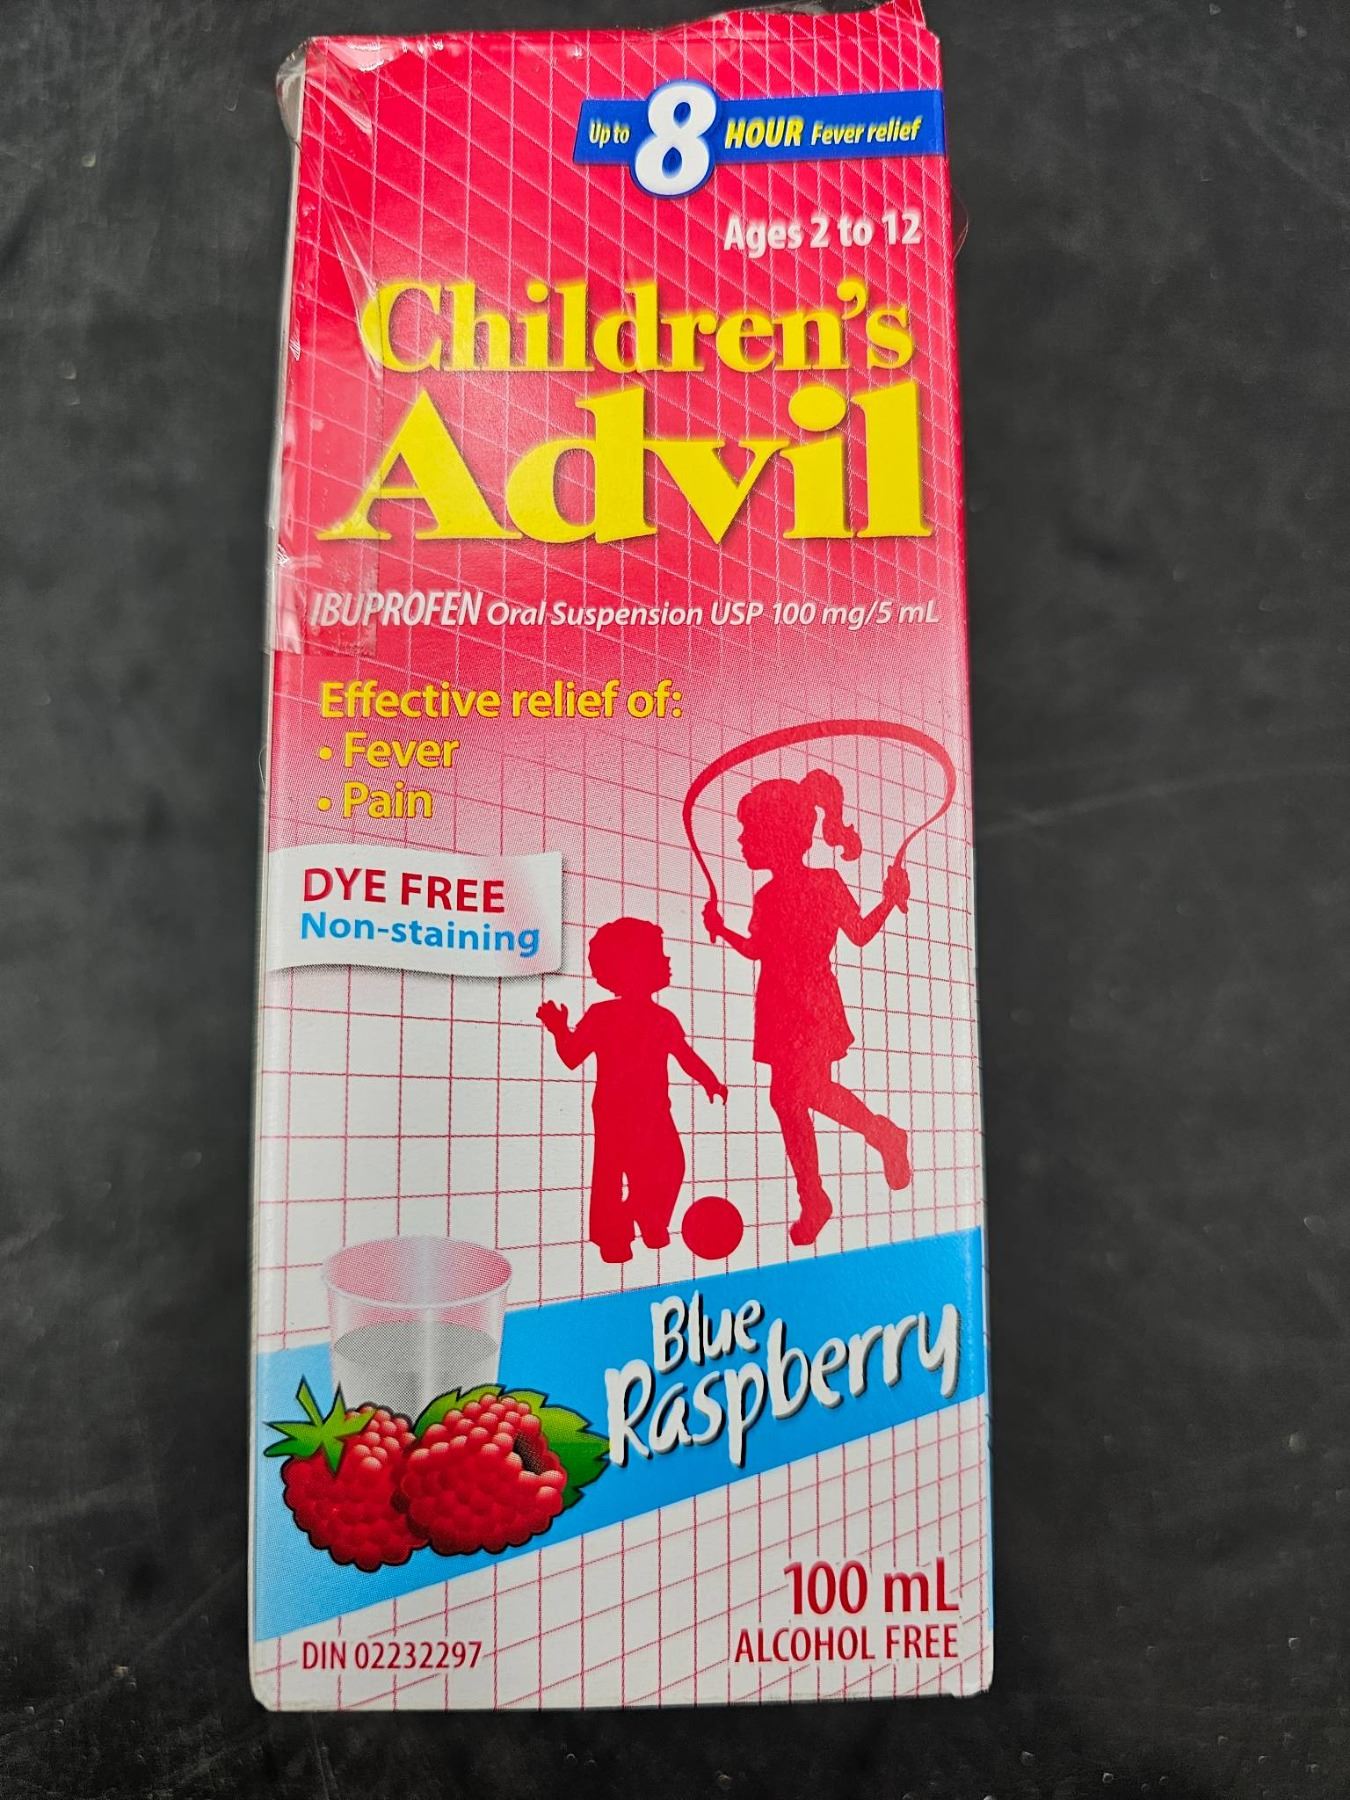 Up to 8 HOUR Fever relief
Ages 2 to 12
Children's
Advil
IBUPROFEN Oral Suspension USP 100 mg/5 mL
Effective relief of:
• Fever
• Pain
DYE FREE
Non-staining
Blue
Raspberry
100 mL
ALCOHOL FREE
DIN 02232297